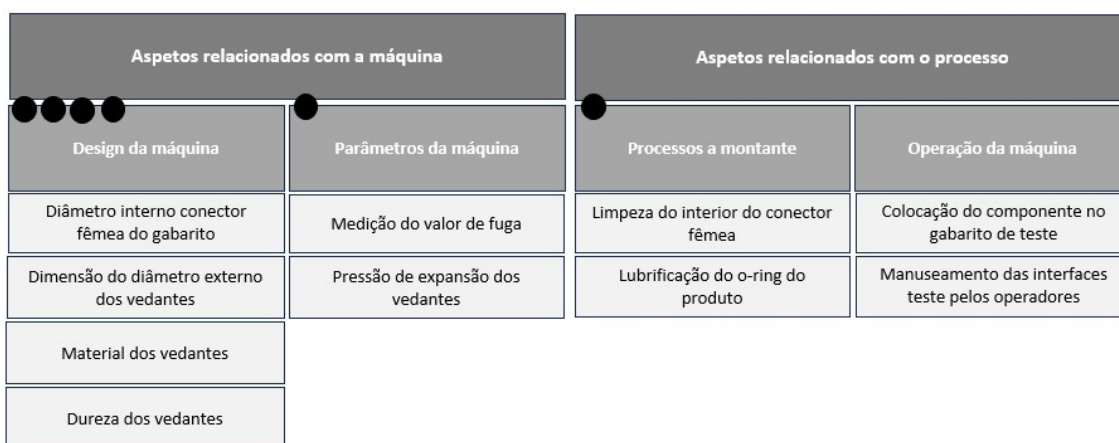 Aspetos relacionados com a máquina
Aspetos relacionados com o processo
Design da máquina
Parâmetros da máquina
Processos a montante
Operação da máquina
Diâmetro interno conector
fêmea do gabarito
Medição do valor de fuga
Limpeza do interior do conector
fêmea
Colocação do componente no
gabarito de teste
Dimensão do diâmetro externo
dos vedantes
Pressão de expansão dos
vedantes
Lubrificação do o-ring do
produto
Manuseamento das interfaces
teste pelos operadores
Material dos vedantes
Dureza dos vedantes